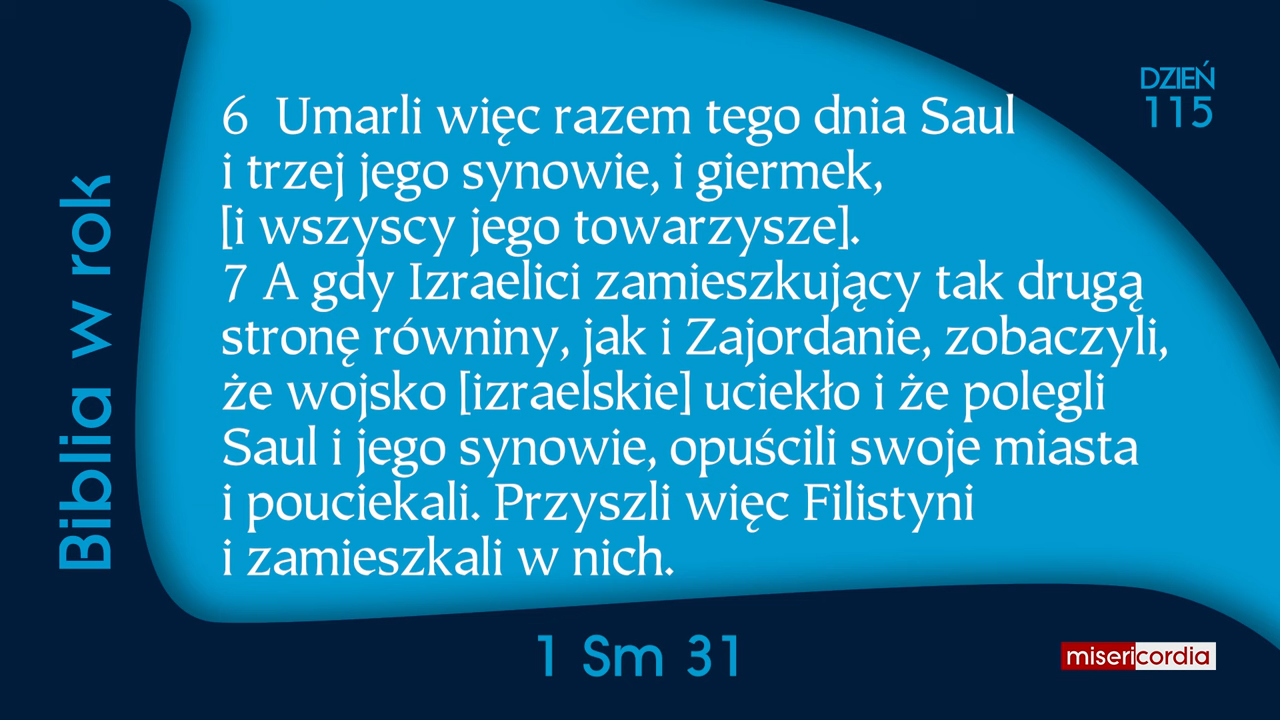 DZIEŃ
115
6 Umarli więc razem tego dnia Saul
i trzej jego synowie, i giermek,
[i wszyscy jego towarzysze].
7 A gdy Izraelici zamieszkujący tak drugą
stronę równiny, jak i Zajordanie, zobaczyli,
że wojsko [izraelskie] uciekło i że polegli
Saul i jego synowie, opuścili swoje miasta
i pouciekali. Przyszli więc Filistyni
i zamieszkali w nich.
Biblia w rok
1 Sm 31
misericordia